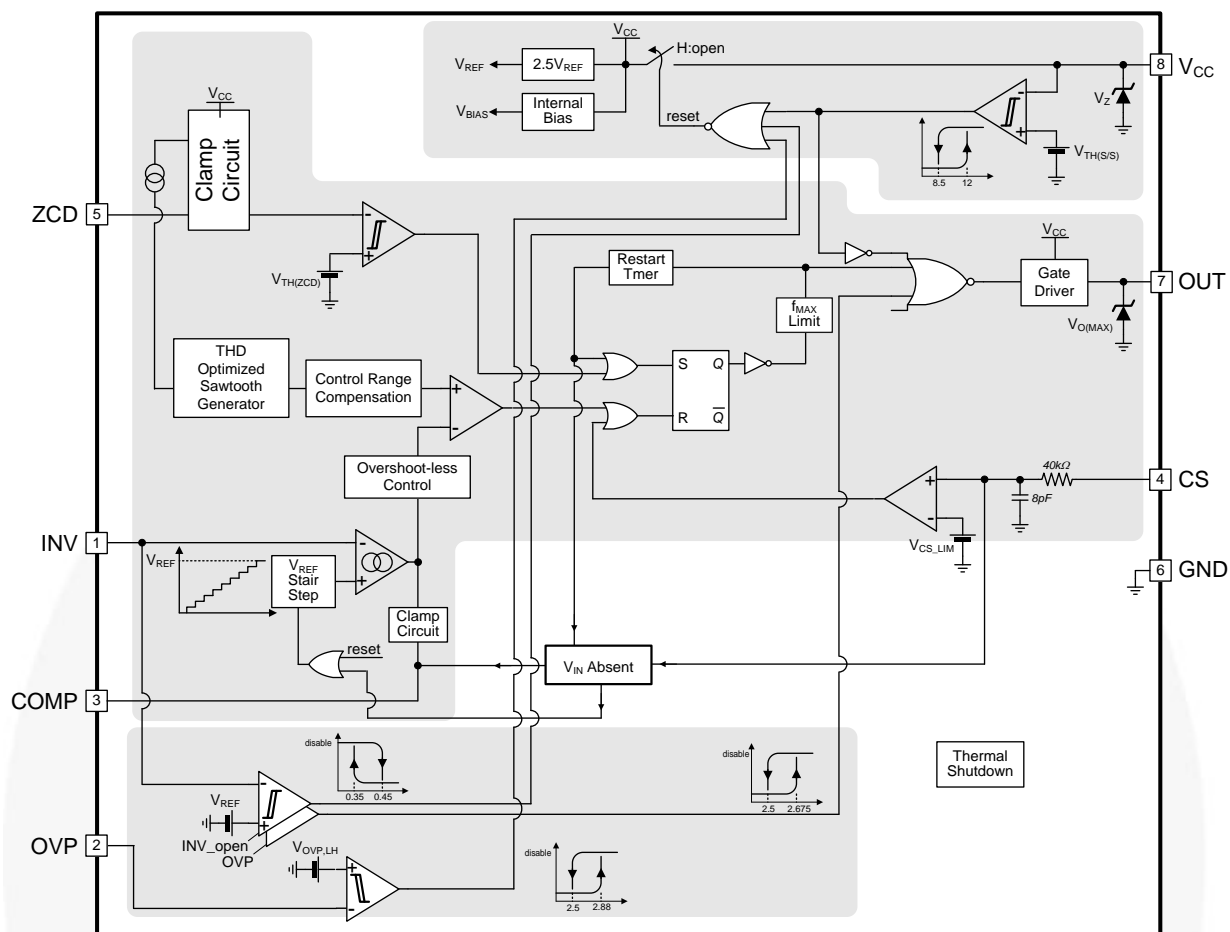 VCC
H:open
VREF
2.5VREF
8
VCC
VBIAS
Internal
Bias
reset
VZ
VTH(S/S)
8.5
12
VCC
Clamp
Circuit
ZCD
5
VTH(ZCD)
Restart
Tmer
fMAX
Limit
VCC
Gate
Driver
7
OUT
VO(MAX)
THD
Optimized
Sawtooth
Generator
Control Range
Compensation
+
-
S
Q
R
Q
Overshoot-less
Control
40kΩ
8pF
4
CS
+
-
VCS_LIM
INV
1
VREF
VREF
Stair
Step
-
+
6
GND
Clamp
Circuit
reset
VIN Absent
COMP
3
disable
0.35
0.45
disable
2.5
2.675
Thermal
Shutdown
VREF
-
+
INV_open
OVP
OVP
2
VOVP,LH
+
-
disable
2.5
2.88